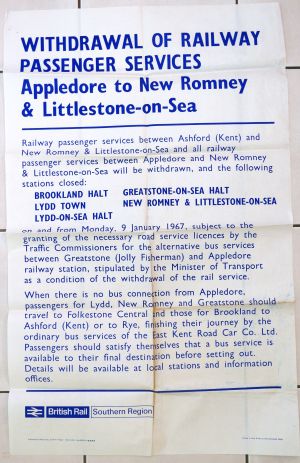 WITHDRAWAL OF RAILWAY
PASSENGER SERVICES
Appledore to New Romney
& Littlestone-on-Sea
Railway passenger services between Ashford (Kent) and
New Romney & Littlestone-on-Sea and all railway
passenger services between Appledore and New Romney
& Littlestone-on-Sea will be withdrawn, and the following
stations closed:
BROOKLAND HALT GREATSTONE-ON-SEA HALT
LYDD TOWN NEW ROMNEY & LITTLESTONE-ON-SEA
LYDD-ON-SEA HALT
on and from Monday, 9 January 1967, subject to the
granting of the necessary road service licences by the
Traffic Commissioners for the alternative bus services
between Greatstone (Jolly Fisherman) and Appledore
railway station, stipulated by the Minister of Transport
as a condition of the withdrawal of the rail service.
When there is no bus connection from Appledore,
passengers for Lydd, New Romney and Greatstone should
travel to Folkestone Central and those for Brookland to
Ashford (Kent) or to Rye, finishing their journey by the
ordinary bus services of the East Kent Road Car Co. Ltd.
Passengers should satisfy themselves that a bus service is
available to their final destination before setting out.
Details will be available at local stations and information
offices.
British Rail Southern Region